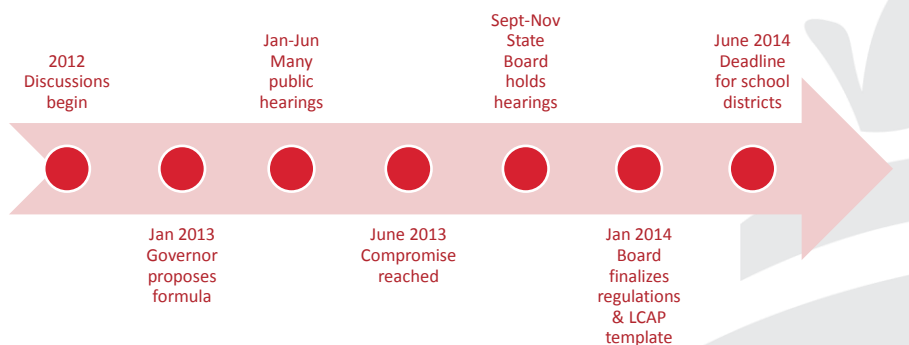 2012
Discussions
begin
Jan 2013
Governor
proposes
formula
Jan-Jun
Many
public
hearings
June 2013
Compromise
reached
Sept-Nov
State
Board
holds
hearings
Jan 2014
Board
finalizes
regulations
& LCAP
template
June 2014
Deadline
for school
districts